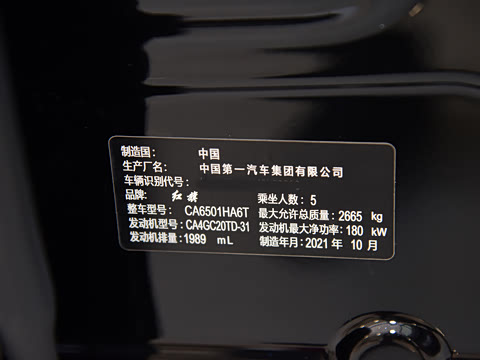 制造国: 中国
生产厂名: 中国第一汽车集团有限公司
车辆识别代号:
品牌: 红旗 乘坐人数: 5
整车型号: CA6501HA6T 最大允许总质量: 2665 kg
发动机型号: CA4GC20TD-31 发动机最大净功率: 180 kW
发动机排量: 1989 mL 制造年月: 2021 年 10 月